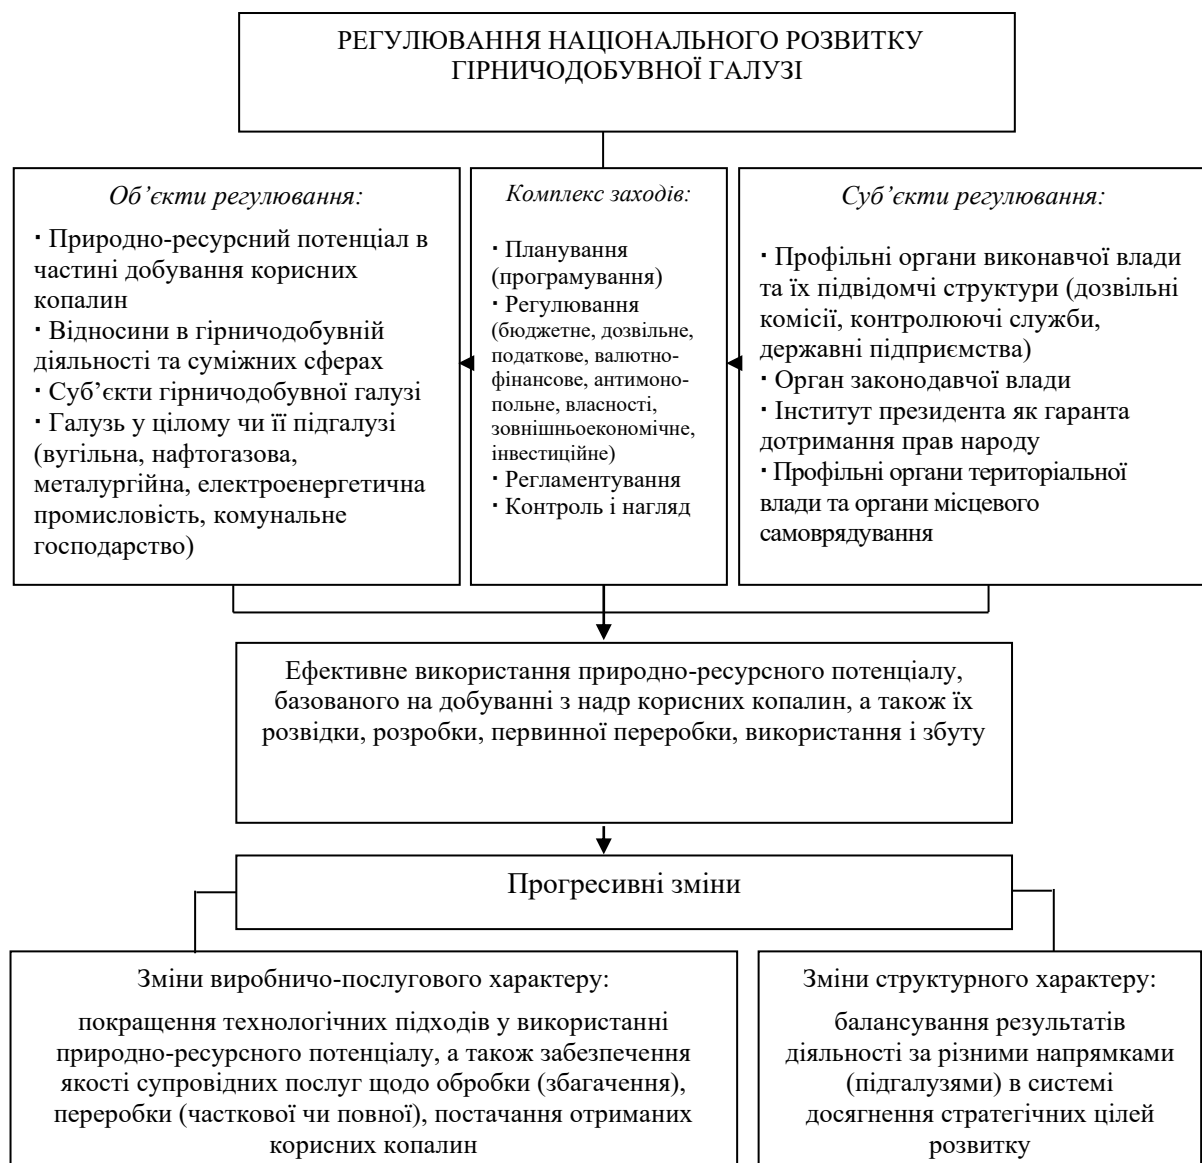 РЕГУЛЮВАННЯ НАЦІОНАЛЬНОГО РОЗВИТКУ
ГІРНИЧОДОБУВНОЇ ГАЛУЗІ
Об’єкти регулювання:
· Природно-ресурсний потенціал в
частині добування корисних
копалин
· Відносини в гірничодобувній
діяльності та суміжних сферах
· Суб’єкти гірничодобувної галузі
· Галузь у цілому чи її підгалузі
(вугільна, нафтогазова,
металургійна, електроенергетична
промисловість, комунальне
господарство)
Комплекс заходів:
· Планування
(програмування)
· Регулювання
(бюджетне, дозвільне,
податкове, валютно-
фінансове, антимоно-
польне, власності,
зовнішньоекономічне,
інвестиційне)
· Регламентування
· Контроль і нагляд
Суб’єкти регулювання:
· Профільні органи виконавчої влади
та їх підвідомчі структури (дозвільні
комісії, контролюючі служби,
державні підприємства)
· Орган законодавчої влади
· Інститут президента як гаранта
дотримання прав народу
· Профільні органи територіальної
влади та органи місцевого
самоврядування
Ефективне використання природно-ресурсного потенціалу,
базованого на добуванні з надр корисних копалин, а також їх
розвідки, розробки, первинної переробки, використання і збуту
Прогресивні зміни
Зміни виробничо-послугового характеру:
покращення технологічних підходів у використанні
природно-ресурсного потенціалу, а також забезпечення
якості супровідних послуг щодо обробки (збагачення),
переробки (часткової чи повної), постачання отриманих
корисних копалин
Зміни структурного характеру:
балансування результатів
діяльності за різними напрямками
(підгалузями) в системі
досягнення стратегічних цілей
розвитку